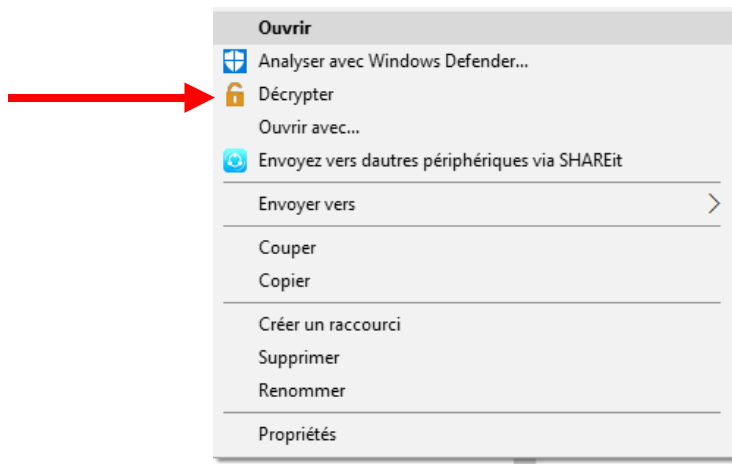 Ouvrir
Analyser avec Windows Defender...
Décrypter
Ouvrir avec...
Envoyez vers dautres périphériques via SHAREit
Envoyer vers
Couper
Copier
Créer un raccourci
Supprimer
Renommer
Propriétés